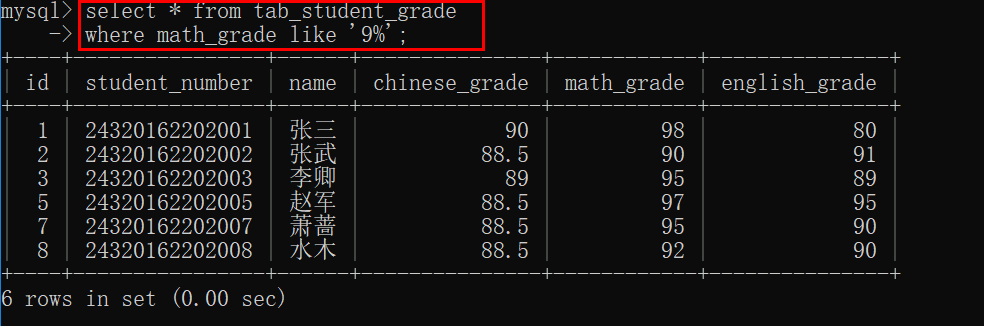 mysql> select * from tab_student_grade
    -> where math_grade like '9%';
+----+----------------+------+---------------+------------+---------------+
| id | student_number | name | chinese_grade | math_grade | english_grade |
+----+----------------+------+---------------+------------+---------------+
|  1 | 24320162202001 | 张三 |            90 |         98 |            80 |
|  2 | 24320162202002 | 张武 |          88.5 |         90 |            91 |
|  3 | 24320162202003 | 李卿 |            89 |         95 |            89 |
|  5 | 24320162202005 | 赵军 |          88.5 |         97 |            95 |
|  7 | 24320162202007 | 萧蔷 |          88.5 |         95 |            90 |
|  8 | 24320162202008 | 水木 |          88.5 |         92 |            90 |
+----+----------------+------+---------------+------------+---------------+
6 rows in set (0.00 sec)